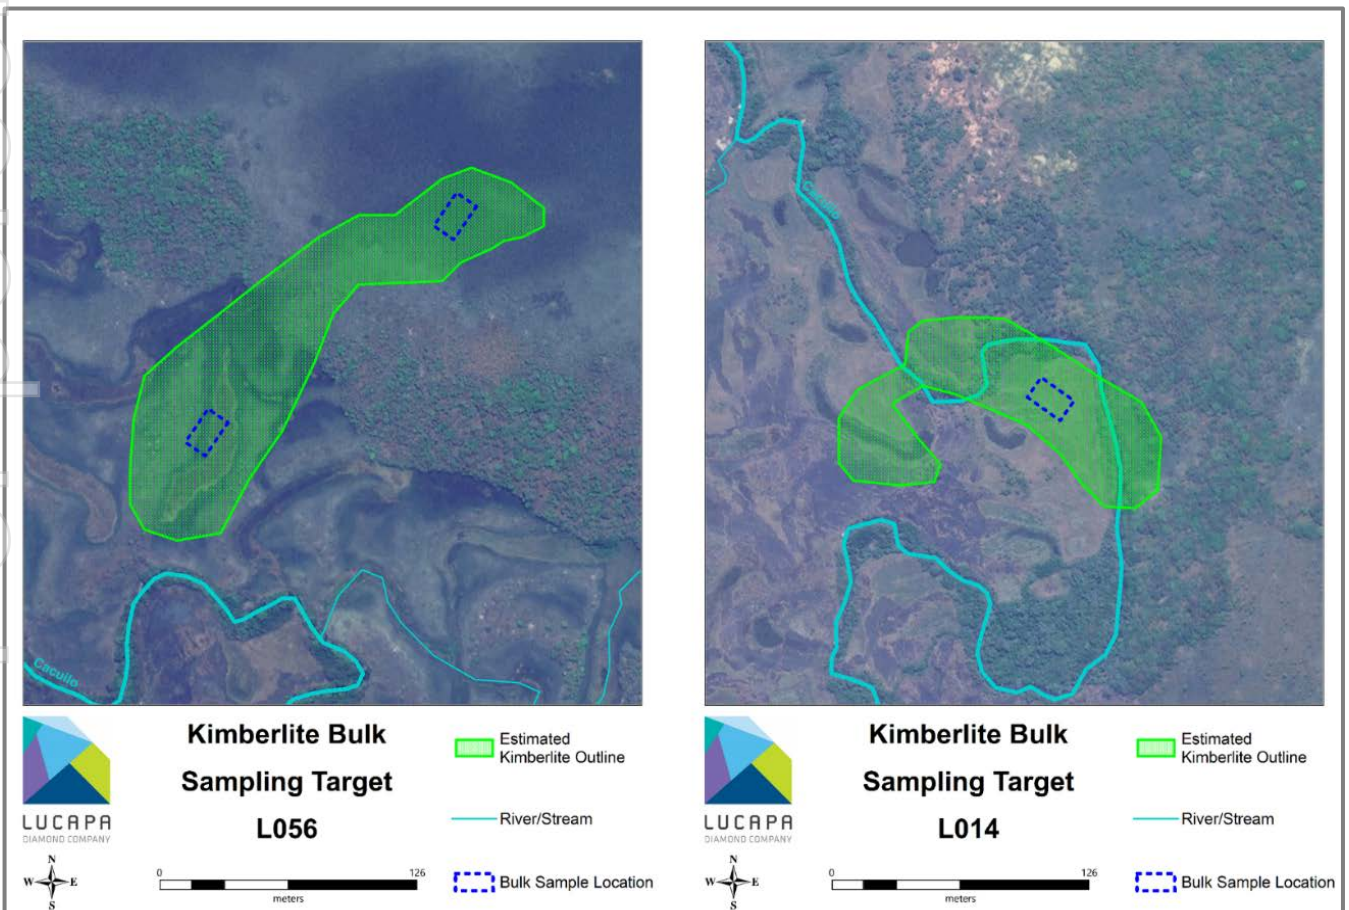 Cacuilo
Kimberlite Bulk
Sampling Target
L056
LUCAPA
DIAMOND COMPANY
N
W E
S
0 126
meters
Estimated
Kimberlite Outline
River/Stream
Bulk Sample Location
Cacuilo
Kimberlite Bulk
Sampling Target
L014
LUCAPA
DIAMOND COMPANY
N
W E
S
0 126
meters
Estimated
Kimberlite Outline
River/Stream
Bulk Sample Location